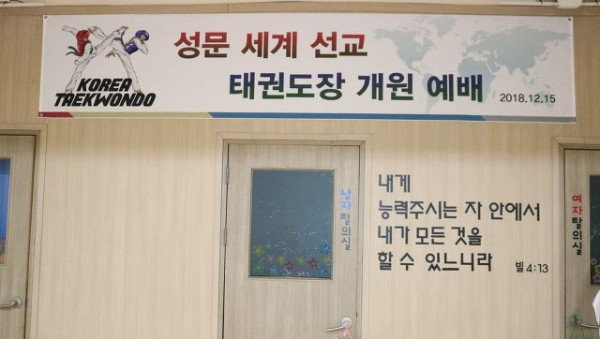 성문 세계 선교
태권도장 개원 예배
2018.12.15
KOREA
TAEKWONDO
남자탈의실
내게
능력주시는 자 안에서
내가 모든 것을
할 수 있느니라
빌 4:13
여자탈의실